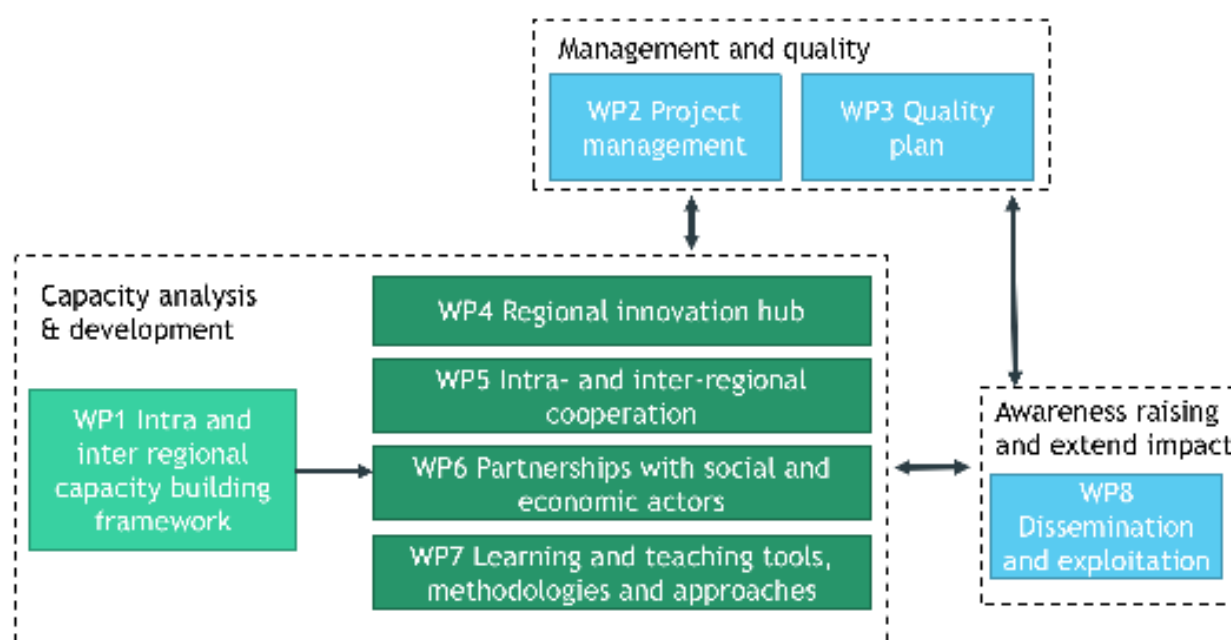 Management and quality
WP2 Project
management
WP3 Quality
plan
Capacity analysis
& development
WP1 Intra and
inter regional
capacity building
framework
WP4 Regional innovation hub
WP5 Intra- and inter-regional
cooperation
WP6 Partnerships with social and
economic actors
WP7 Learning and teaching tools,
methodologies and approaches
Awareness raising
and extend impact
WP8
Dissemination
and exploitation